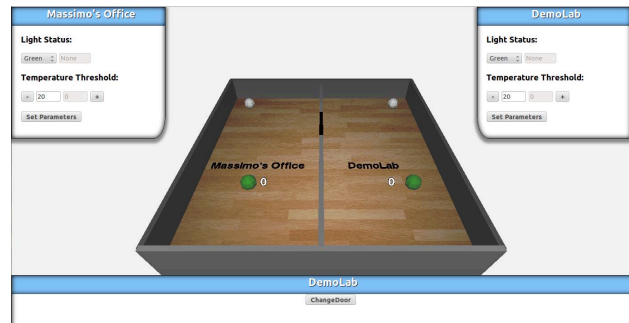 Massimo's Office
Light Status:
Green None
Temperature Threshold:
- 20 0 +
Set Parameters
DemoLab
Light Status:
Green None
Temperature Threshold:
- 20 0 +
Set Parameters
Massimo's Office
DemoLab
0
0
DemoLab
ChangeDoor